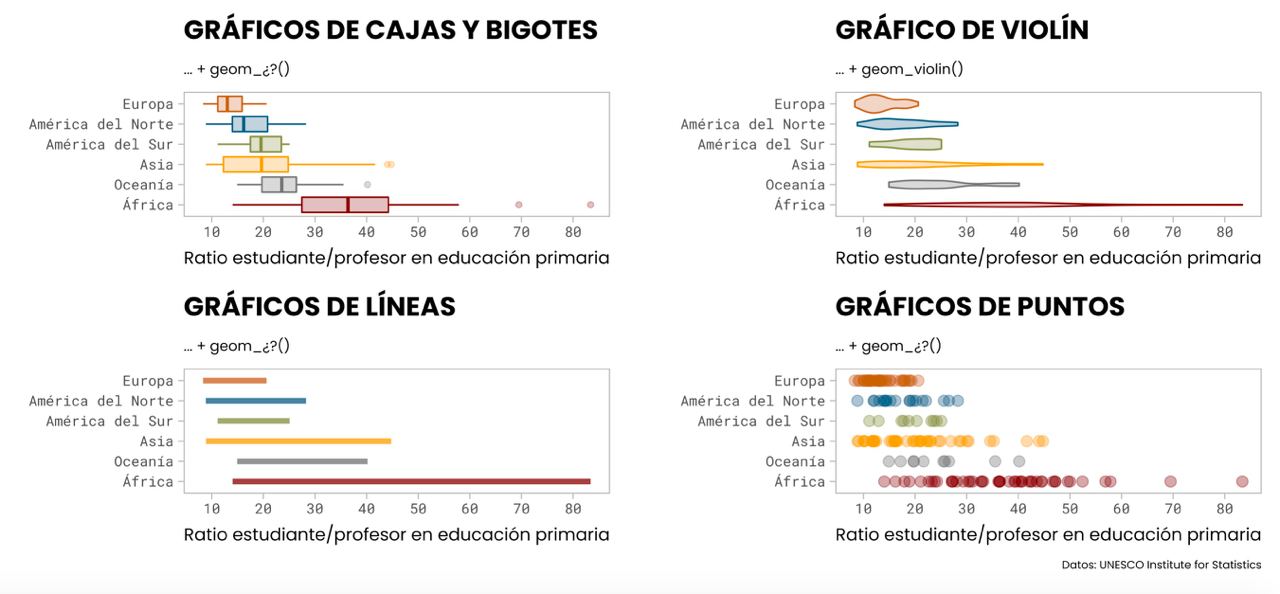 GRÁFICOS DE CAJAS Y BIGOTES
... + geom_¿?()
Europa
América del Norte
América del Sur
Asia
Oceanía
África
10 20 30 40 50 60 70 80
Ratio estudiante/profesor en educación primaria
GRÁFICO DE VIOLÍN
... + geom_violin()
Europa
América del Norte
América del Sur
Asia
Oceanía
África
10 20 30 40 50 60 70 80
Ratio estudiante/profesor en educación primaria
GRÁFICOS DE LÍNEAS
... + geom_¿?()
Europa
América del Norte
América del Sur
Asia
Oceanía
África
10 20 30 40 50 60 70 80
Ratio estudiante/profesor en educación primaria
GRÁFICOS DE PUNTOS
... + geom_¿?()
Europa
América del Norte
América del Sur
Asia
Oceanía
África
10 20 30 40 50 60 70 80
Ratio estudiante/profesor en educación primaria
Datos: UNESCO Institute for Statistics